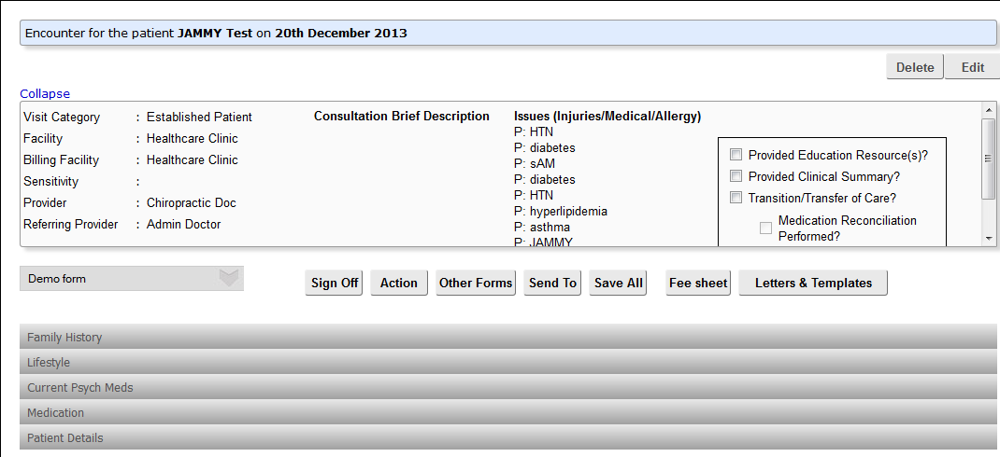 Encounter for the patient JAMMY Test on 20th December 2013
Delete
Edit
Collapse
Visit Category : Established Patient
Facility : Healthcare Clinic
Billing Facility : Healthcare Clinic
Sensitivity :
Provider : Chiropractic Doc
Referring Provider : Admin Doctor
Consultation Brief Description
Issues (Injuries/Medical/Allergy)
P: HTN
P: diabetes
P: sAM
P: diabetes
P: HTN
P: hyperlipidemia
P: asthma
P: JAMMY
Provided Education Resource(s)?
Provided Clinical Summary?
Transition/Transfer of Care?
Medication Reconciliation
Performed?
Demo form
Sign Off
Action
Other Forms
Send To
Save All
Fee sheet
Letters & Templates
Family History
Lifestyle
Current Psych Meds
Medication
Patient Details